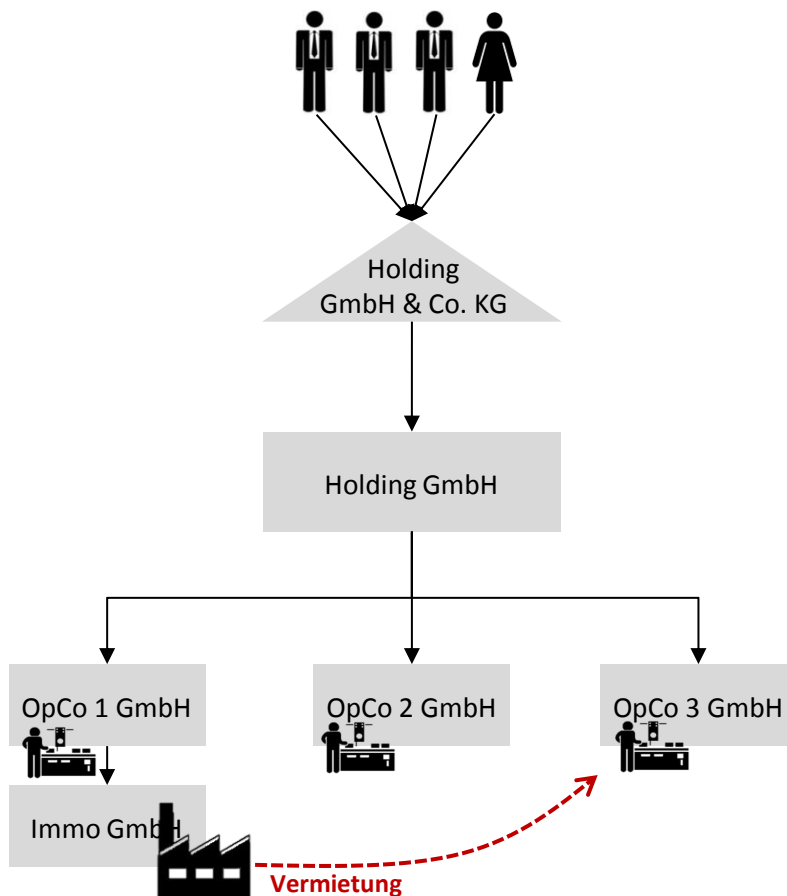 Holding
GmbH & Co. KG
Holding GmbH
OpCo 1 GmbH
OpCo 2 GmbH
OpCo 3 GmbH
Immo GmbH
Vermietung